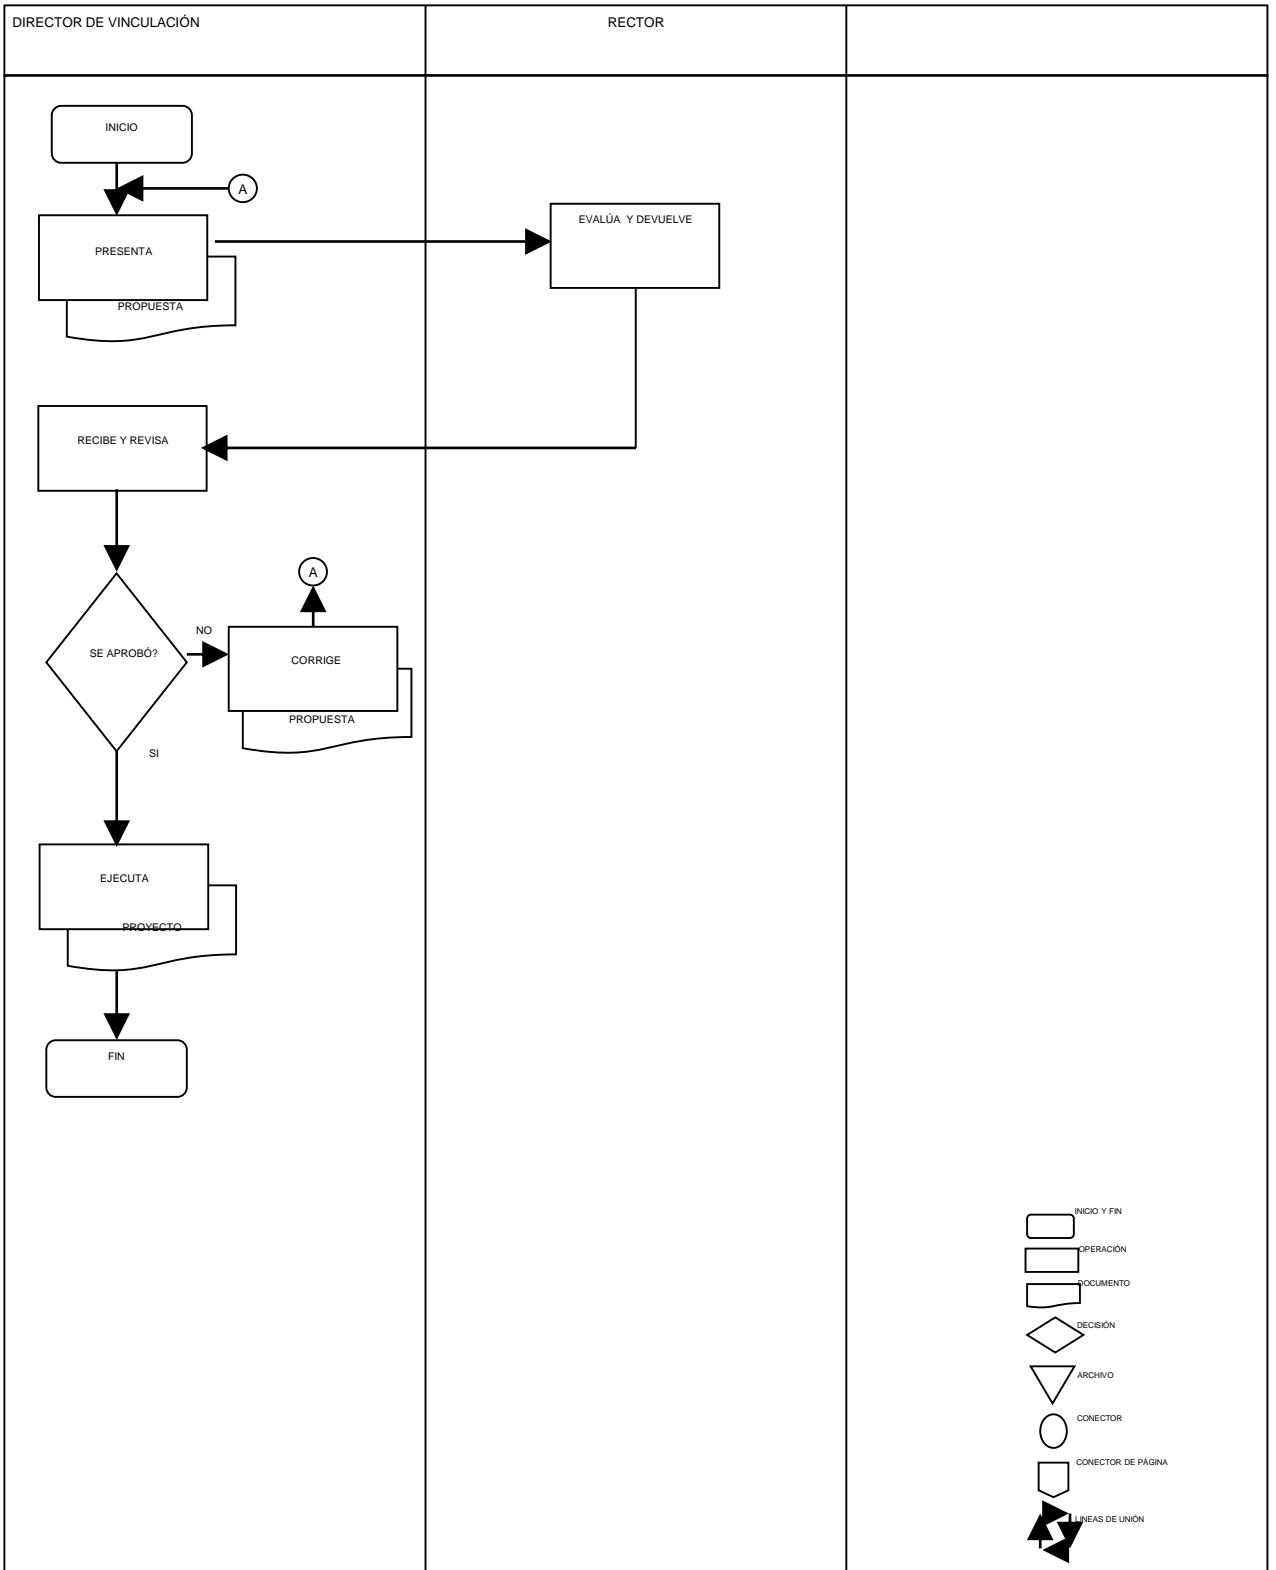 DIRECTOR DE VINCULACIÓN
RECTOR
INICIO
A
PRESENTA
PROPUESTA
EVALÚA Y DEVUELVE
RECIBE Y REVISA
A
SE APROBÓ?
NO
CORRIGE
PROPUESTA
SI
EJECUTA
PROYECTO
FIN
INICIO Y FIN
OPERACIÓN
DOCUMENTO
DECISIÓN
ARCHIVO
CONECTOR
CONECTOR DE PÁGINA
LINEAS DE UNIÓN